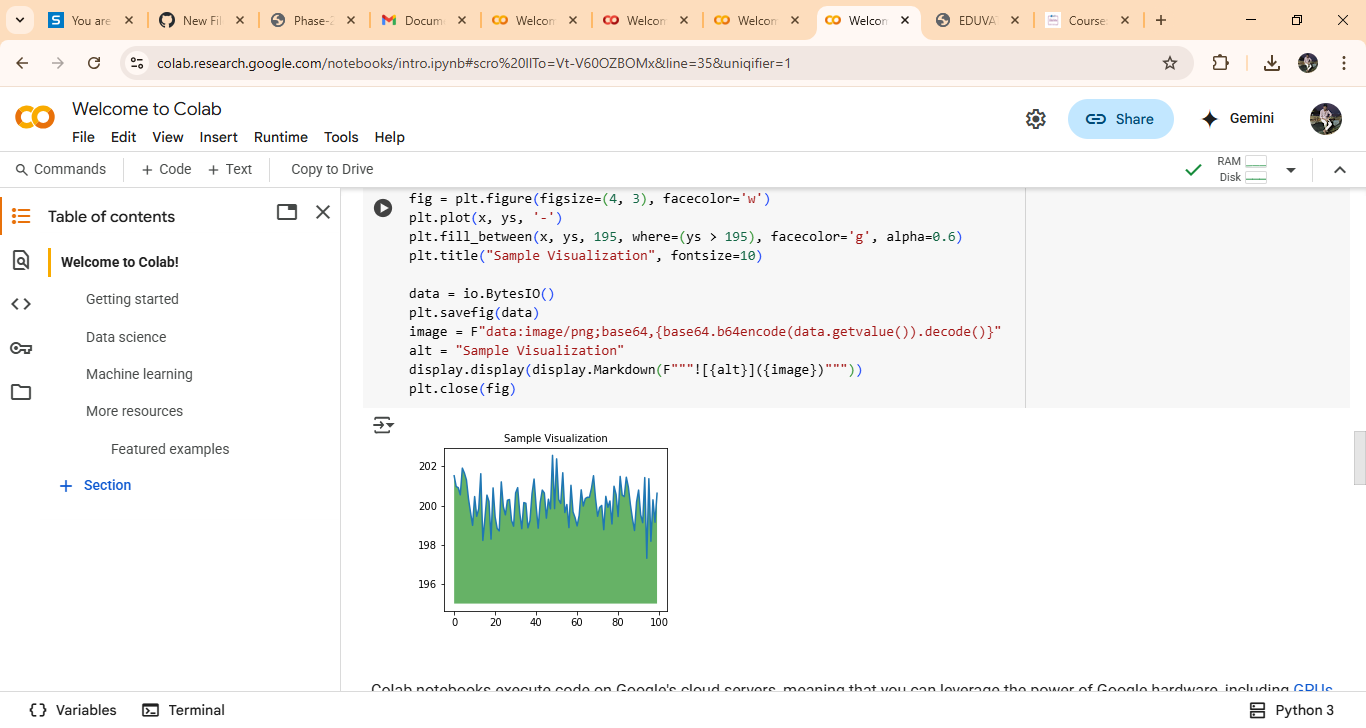 You are
New Fil
Phase-2
Docume
Welcom
Welcom
Welcom
Welcom
EDUVA
Course
colab.research.google.com/notebooks/intro.ipynb#scro%20llTo=Vt-V60OZBOMx&line=35&uniqifier=1
Welcome to Colab
File Edit View Insert Runtime Tools Help
Share
Gemini
Commands
+ Code + Text
Copy to Drive
RAM
Disk
Table of contents
Welcome to Colab!
Getting started
Data science
Machine learning
More resources
Featured examples
+ Section
fig = plt.figure(figsize=(4, 3), facecolor='w')
plt.plot(x, ys, '-')
plt.fill_between(x, ys, 195, where=(ys > 195), facecolor='g', alpha=0.6)
plt.title("Sample Visualization", fontsize=10)
data = io.BytesIO()
plt.savefig(data)
image = F"data:image/png;base64,{base64.b64encode(data.getvalue()).decode()}"
alt = "Sample Visualization"
display.display(display.Markdown(F"""![{alt}]({image})"""))
plt.close(fig)
Sample Visualization
202
200
198
196
0 20 40 60 80 100
Colab notebooks execute code on Google's cloud servers, meaning that you can leverage the power of Google hardware, including GPUs
Variables
Terminal
Python 3